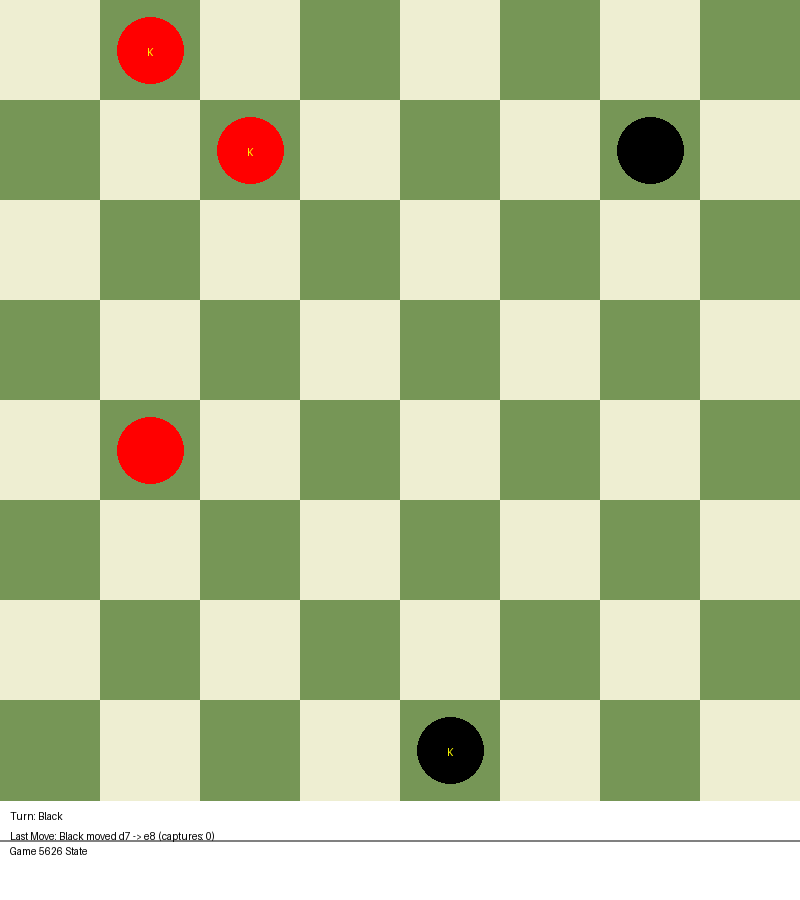 K
K
K
Turn: Black
Last Move: Black moved d7 -> e8 (captures: 0)
Game 5626 State